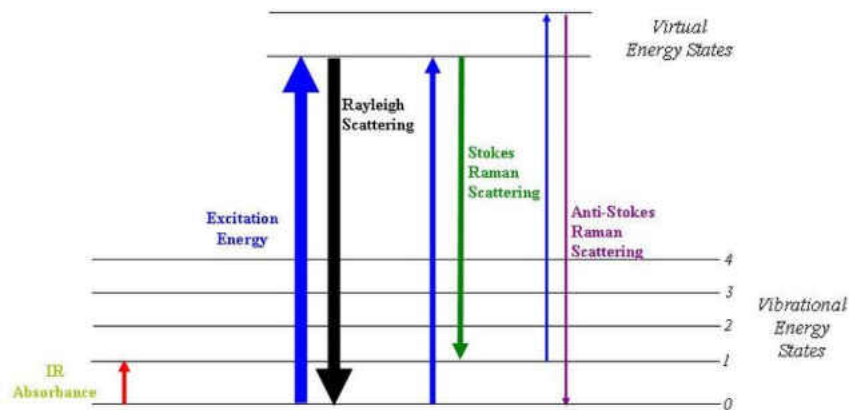 Virtual
Energy States
Rayleigh
Scattering
Stokes
Raman
Scattering
Excitation
Energy
Anti-Stokes
Raman
Scattering
4
3
2
1
0
Vibrational
Energy
States
IR
Absorbance